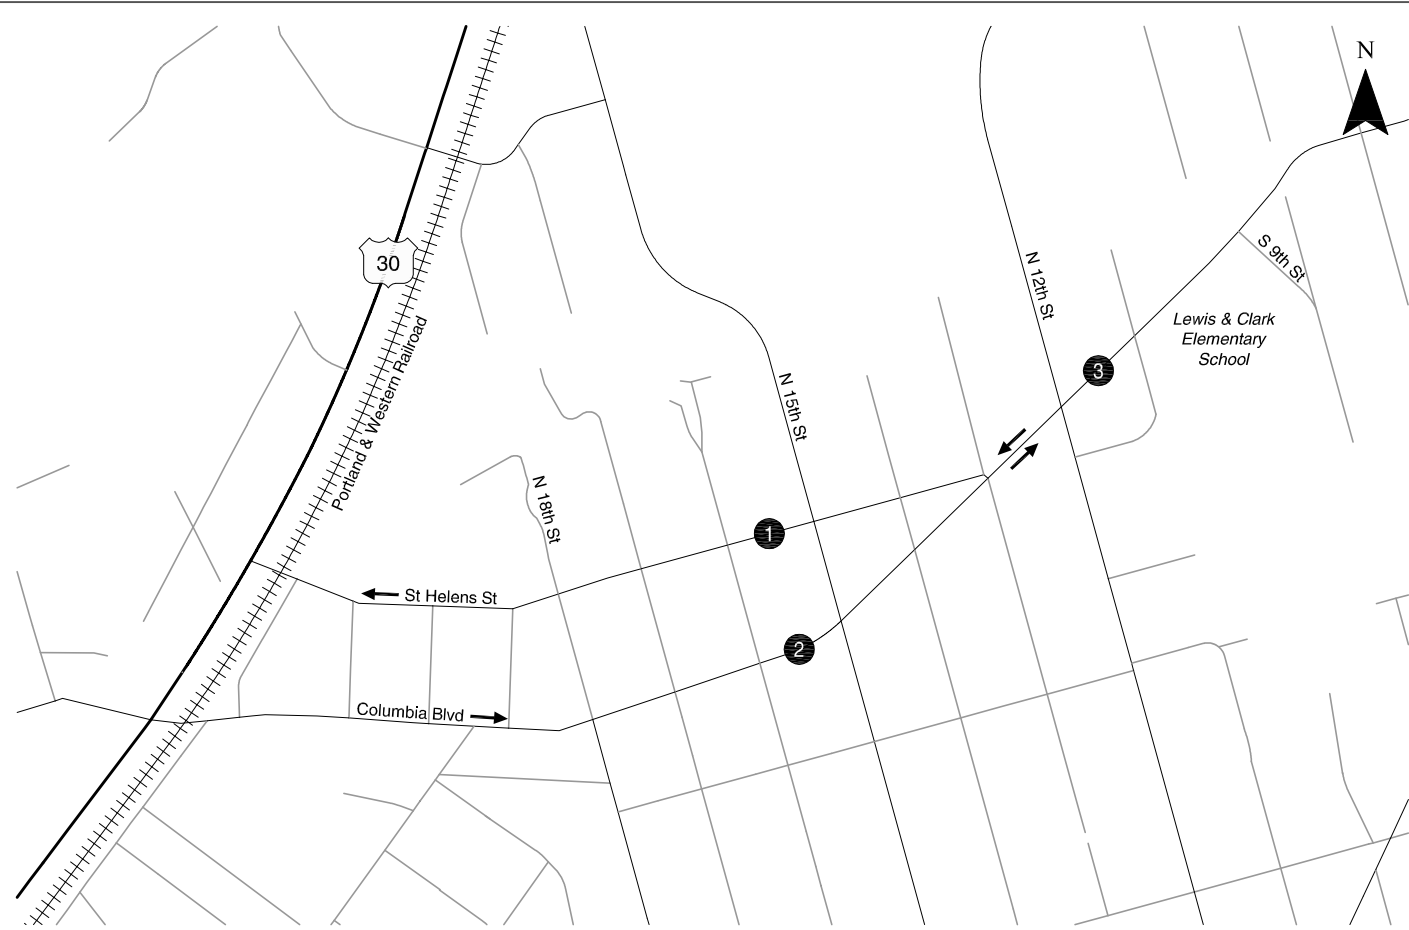 N
S 9th St
N 12th St
30
Lewis & Clark
Elementary
School
Portland & Western Railroad
3
N 15th St
N 18th St
1
St Helens St
2
Columbia Blvd